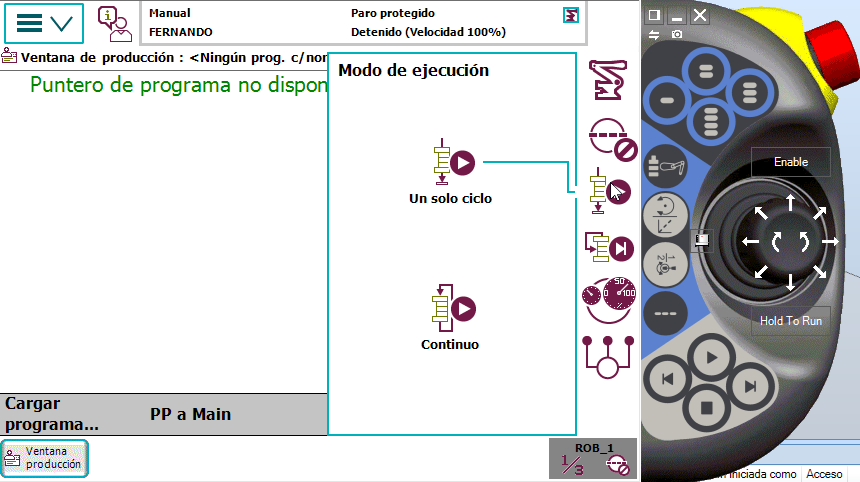 Manual
Paro protegido
FERNANDO
Detenido (Velocidad 100%)
Ventana de producción : <Ningún prog. c/nor
Puntero de programa no dispon
Modo de ejecución
Un solo ciclo
Continuo
50
0
100
Cargar
programa...
PP a Main
Ventana
producción
ROB_1
1/3
Enable
Hold To Run
1
2
Iniciada como
Acceso